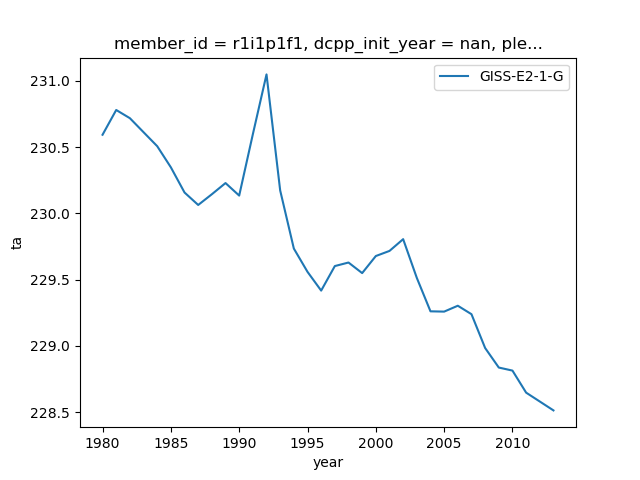 member_id = r1i1p1f1, dcpp_init_year = nan, ple...
GISS-E2-1-G
231.0
230.5
230.0
229.5
229.0
228.5
ta
1980 1985 1990 1995 2000 2005 2010
year